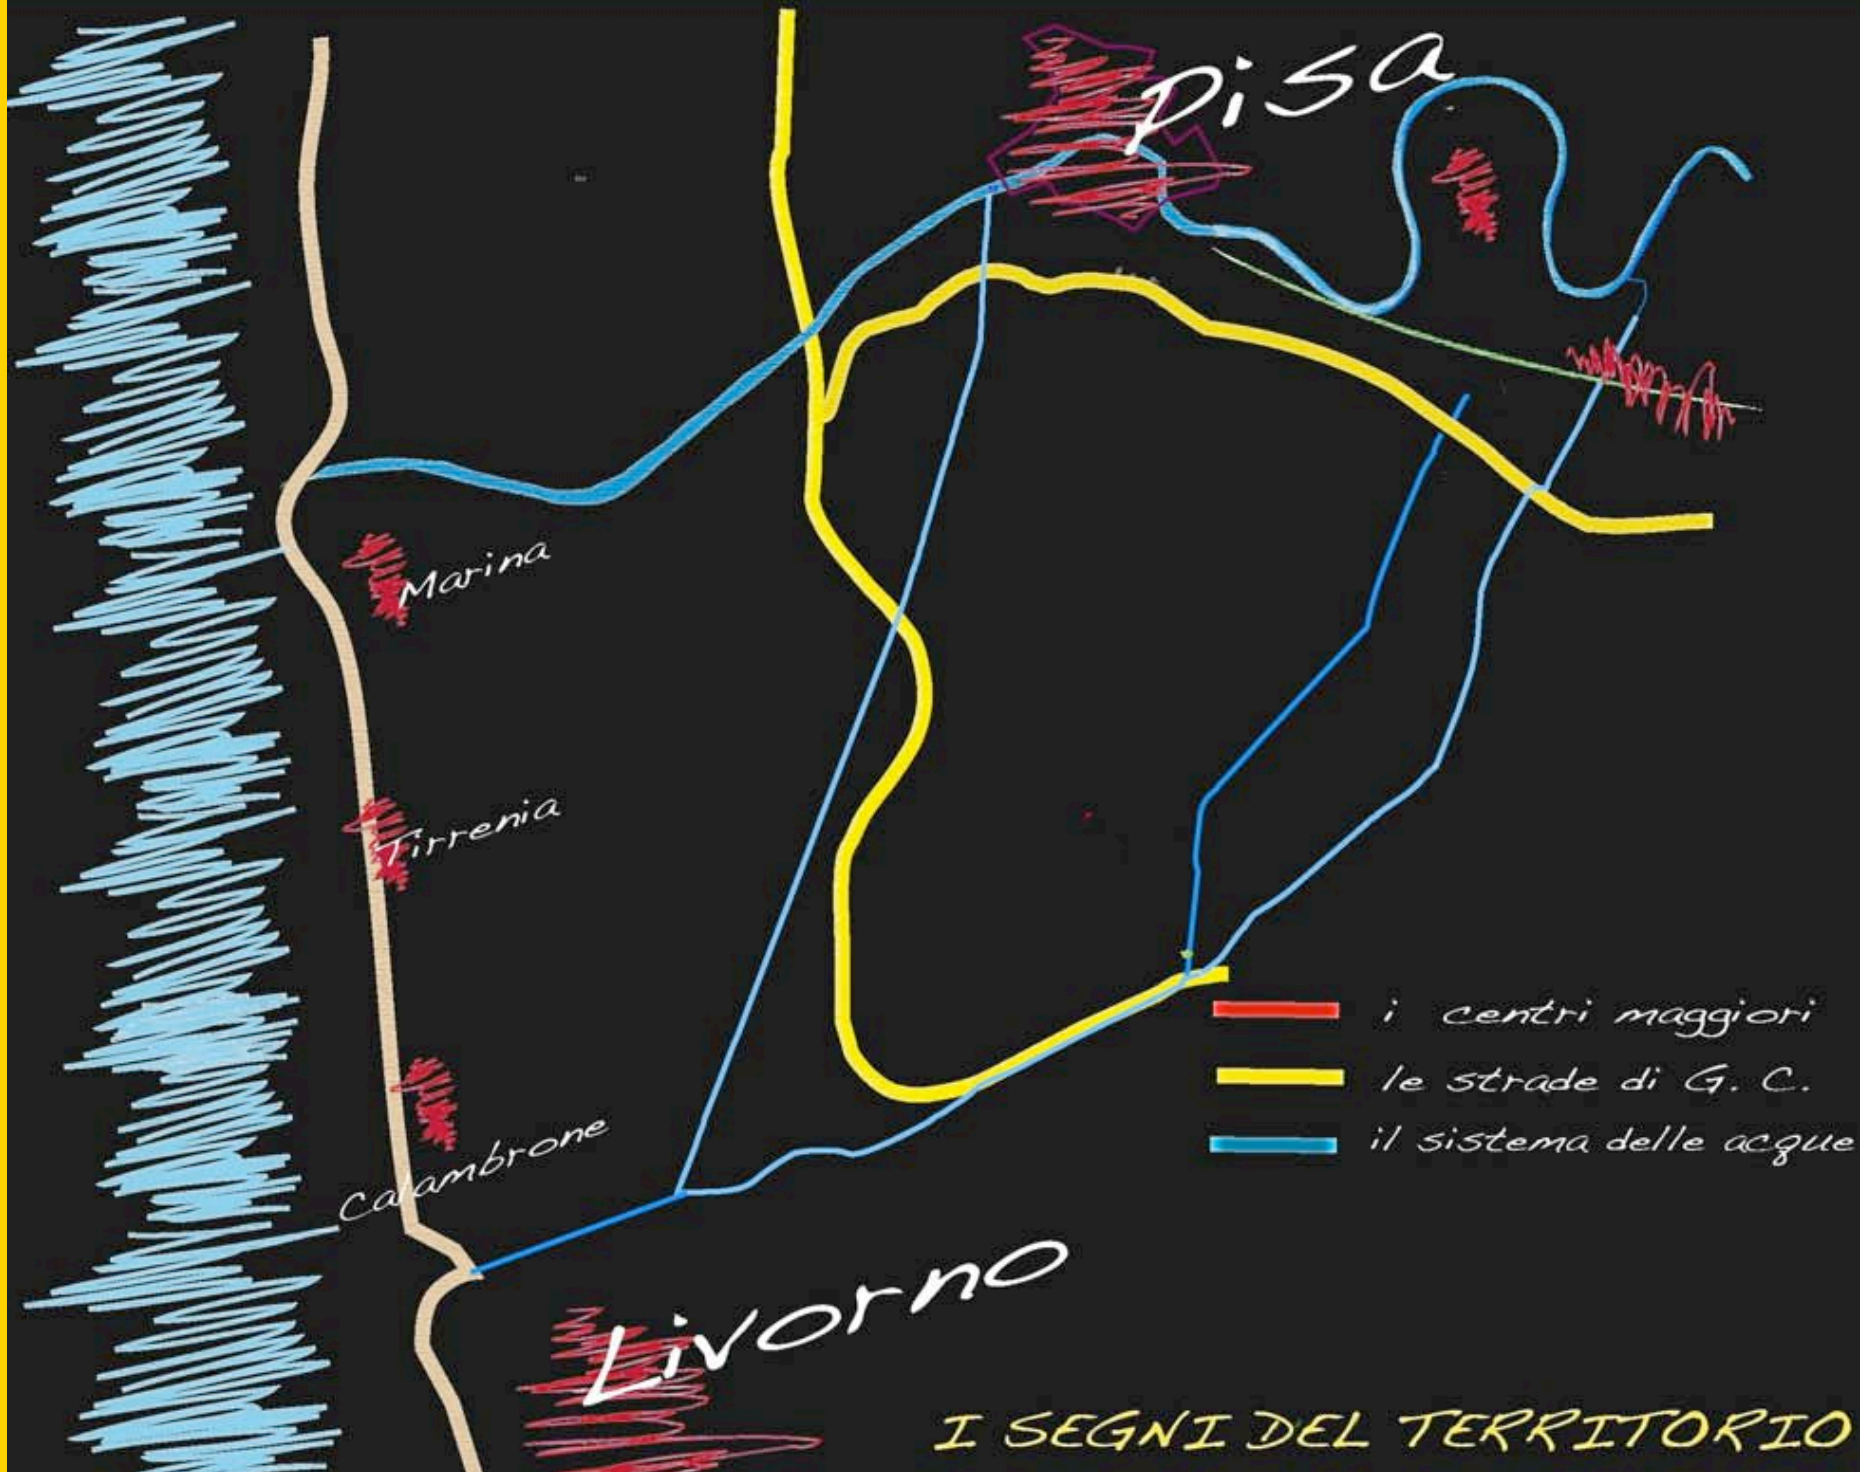 Pisa
Marina
Tirrenia
Calambrone
i centri maggiori
le strade di G. C.
il sistema delle acque
Livorno
I SEGNI DEL TERRITORIO